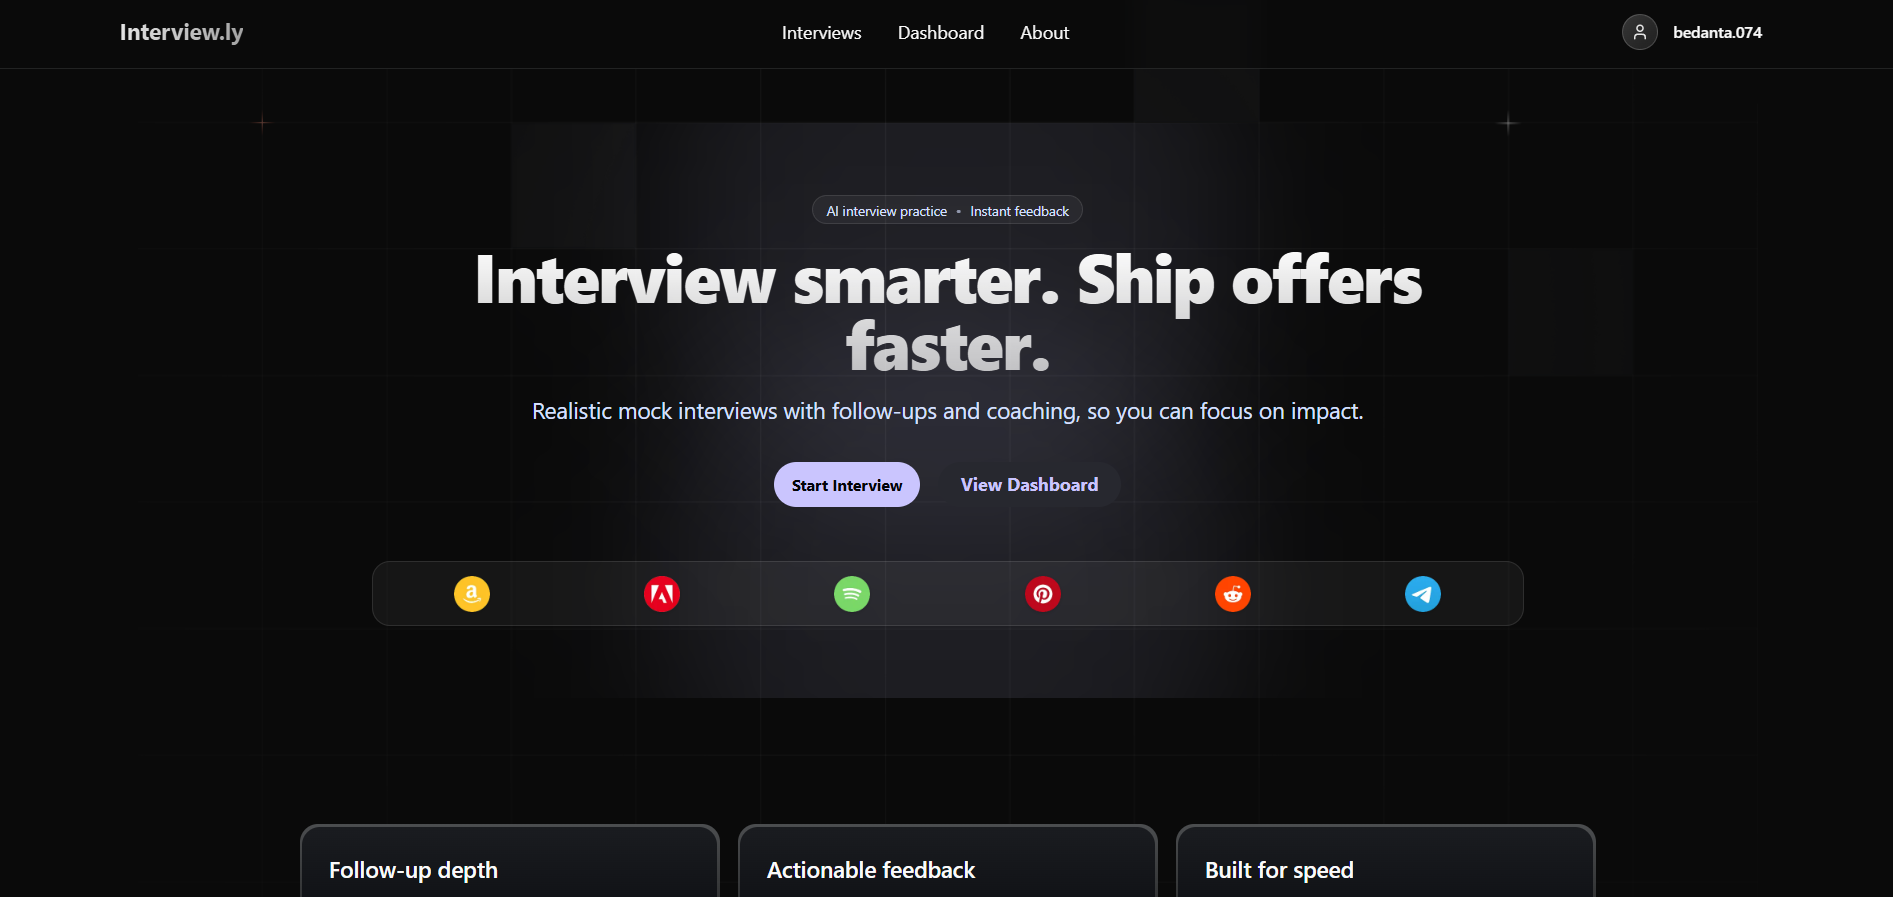 Interview.ly
Interviews
Dashboard
About
bedanta.074
AI interview practice • Instant feedback
Interview smarter. Ship offers
faster.
Realistic mock interviews with follow-ups and coaching, so you can focus on impact.
Start Interview
View Dashboard
Follow-up depth
Actionable feedback
Built for speed